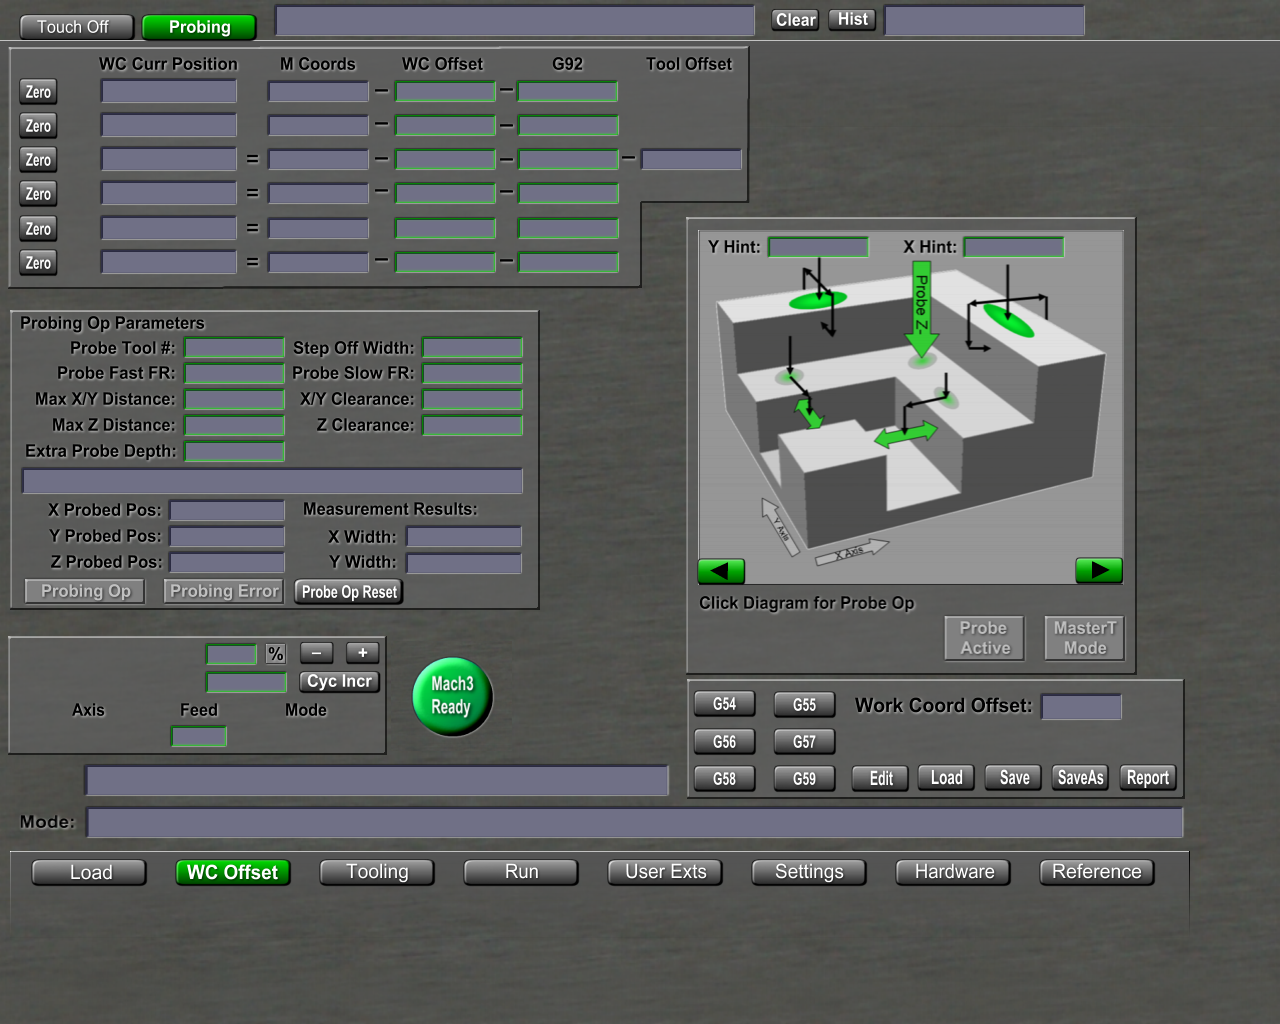 Touch Off Probing Clear Hist
WC Curr Position M Coords WC Offset G92 Tool Offset
Zero – –
Zero – –
Zero = – – –
Zero = – –
Zero =
Zero = –
Y Hint: X Hint:
Probe Z-
Probing Op Parameters
Probe Tool #: Step Off Width:
Probe Fast FR: Probe Slow FR:
Max X/Y Distance: X/Y Clearance:
Max Z Distance: Z Clearance:
Extra Probe Depth:
X Probed Pos: Measurement Results:
Y Probed Pos: X Width:
Z Probed Pos: Y Width:
Probing Op Probing Error Probe Op Reset
Y Axis
X Axis
Click Diagram for Probe Op
Probe
Active
MasterT
Mode
% – +
Cyc Incr
Axis Feed Mode
Mach3
Ready
G54 G55 Work Coord Offset:
G56 G57
G58 G59 Edit Load Save SaveAs Report
Mode:
Load WC Offset Tooling Run User Exts Settings Hardware Reference